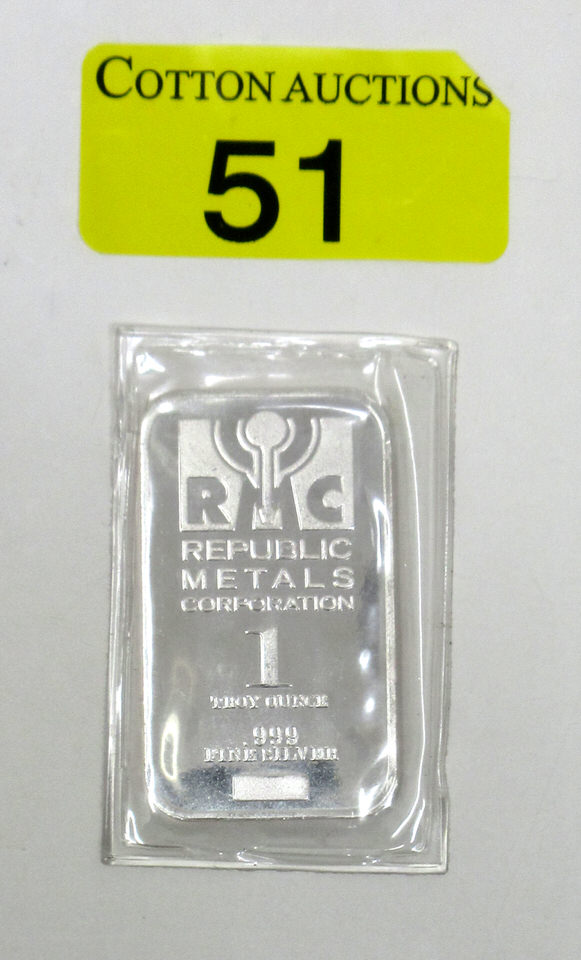 COTTON AUCTIONS
51
RMC
REPUBLIC
METALS
CORPORATION
1
TROY OUNCE
.999
FINE SILVER